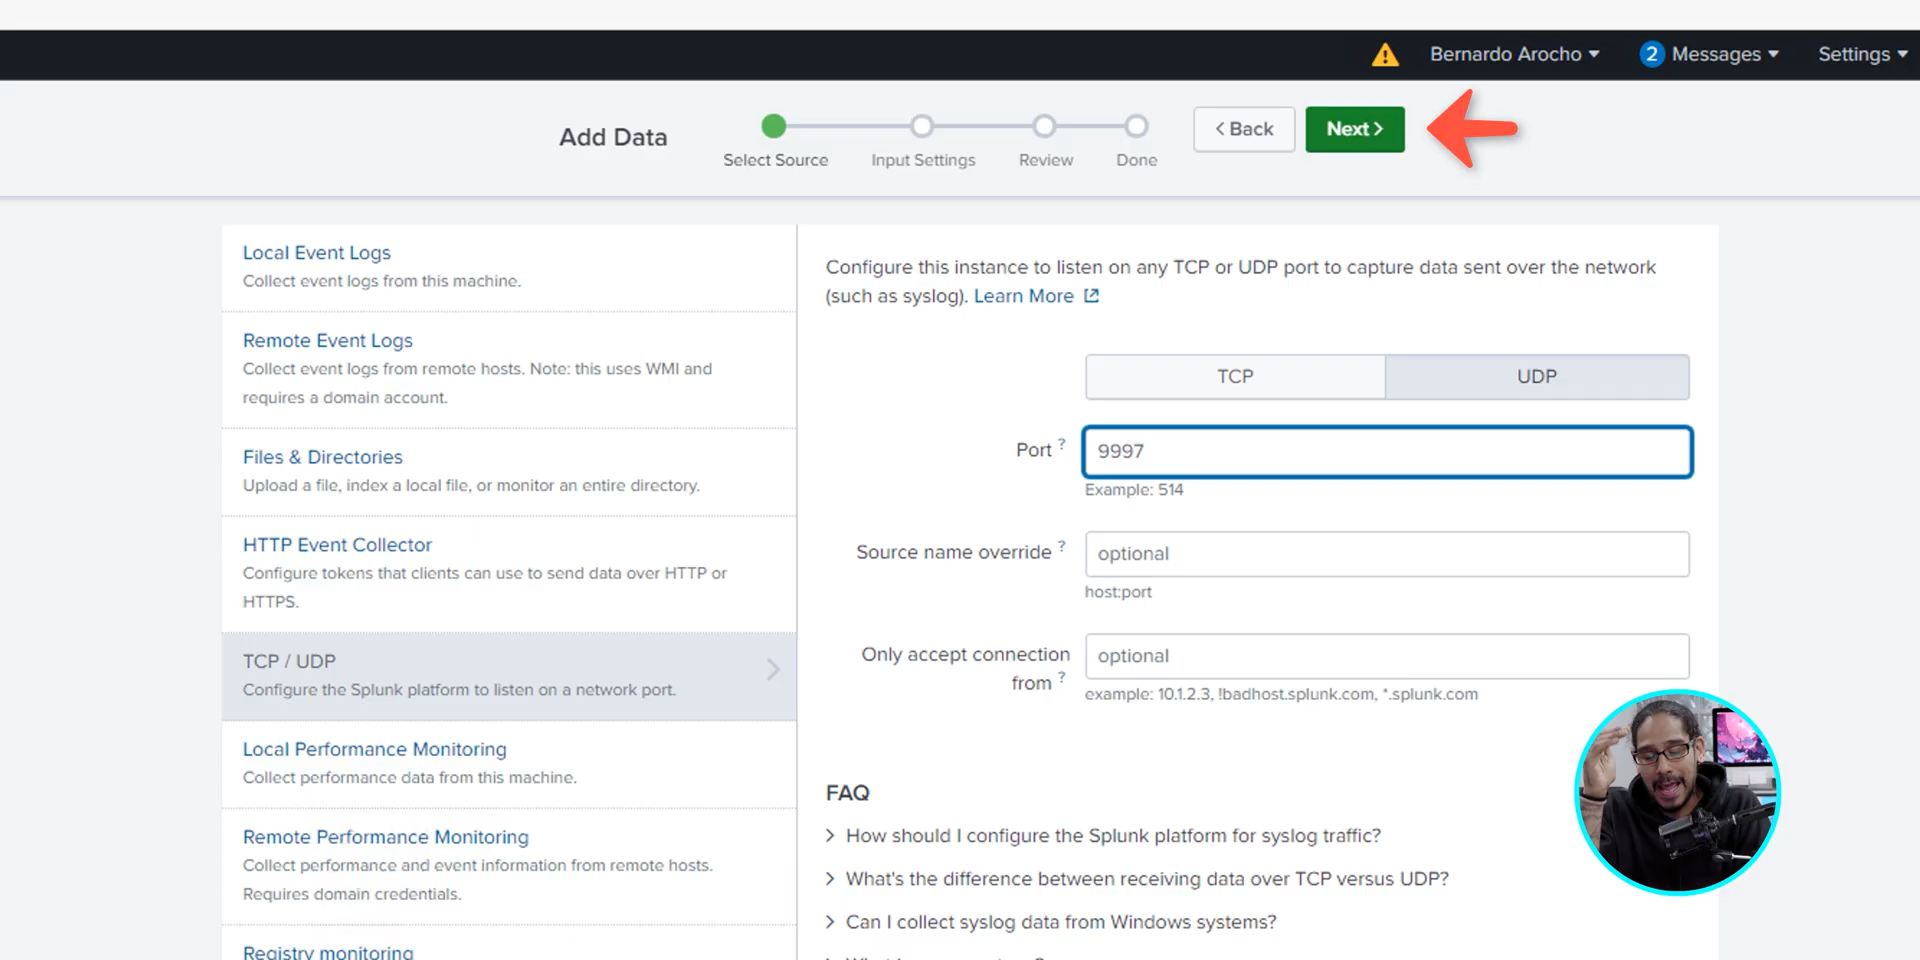 Bernardo Arocho
2 Messages
Settings
Add Data
Select Source
Input Settings
Review
Done
< Back
Next >
Local Event Logs
Collect event logs from this machine.
Remote Event Logs
Collect event logs from remote hosts. Note: this uses WMI and
requires a domain account.
Files & Directories
Upload a file, index a local file, or monitor an entire directory.
HTTP Event Collector
Configure tokens that clients can use to send data over HTTP or
HTTPS.
TCP / UDP
Configure the Splunk platform to listen on a network port.
Local Performance Monitoring
Collect performance data from this machine.
Remote Performance Monitoring
Collect performance and event information from remote hosts.
Requires domain credentials.
Registry monitoring
Configure this instance to listen on any TCP or UDP port to capture data sent over the network
(such as syslog). Learn More
TCP
UDP
Port ?
9997
Example: 514
Source name override ?
optional
host:port
Only accept connection
from ?
optional
example: 10.1.2.3, !badhost.splunk.com, *.splunk.com
FAQ
> How should I configure the Splunk platform for syslog traffic?
> What's the difference between receiving data over TCP versus UDP?
> Can I collect syslog data from Windows systems?